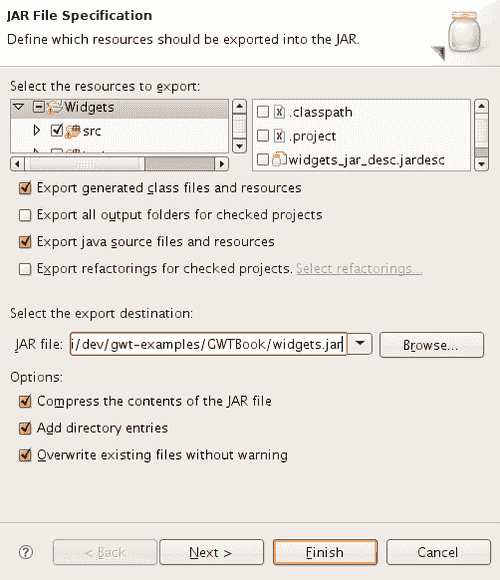 JAR File Specification
Define which resources should be exported into the JAR.
Select the resources to export:
Widgets
src
.classpath
.project
widgets_jar_desc.jardesc
Export generated class files and resources
Export all output folders for checked projects
Export java source files and resources
Export refactorings for checked projects. Select refactorings...
Select the export destination:
JAR file: i/dev/gwt-examples/GWTBook/widgets.jar Browse...
Options:
Compress the contents of the JAR file
Add directory entries
Overwrite existing files without warning
? < Back Next > Finish Cancel